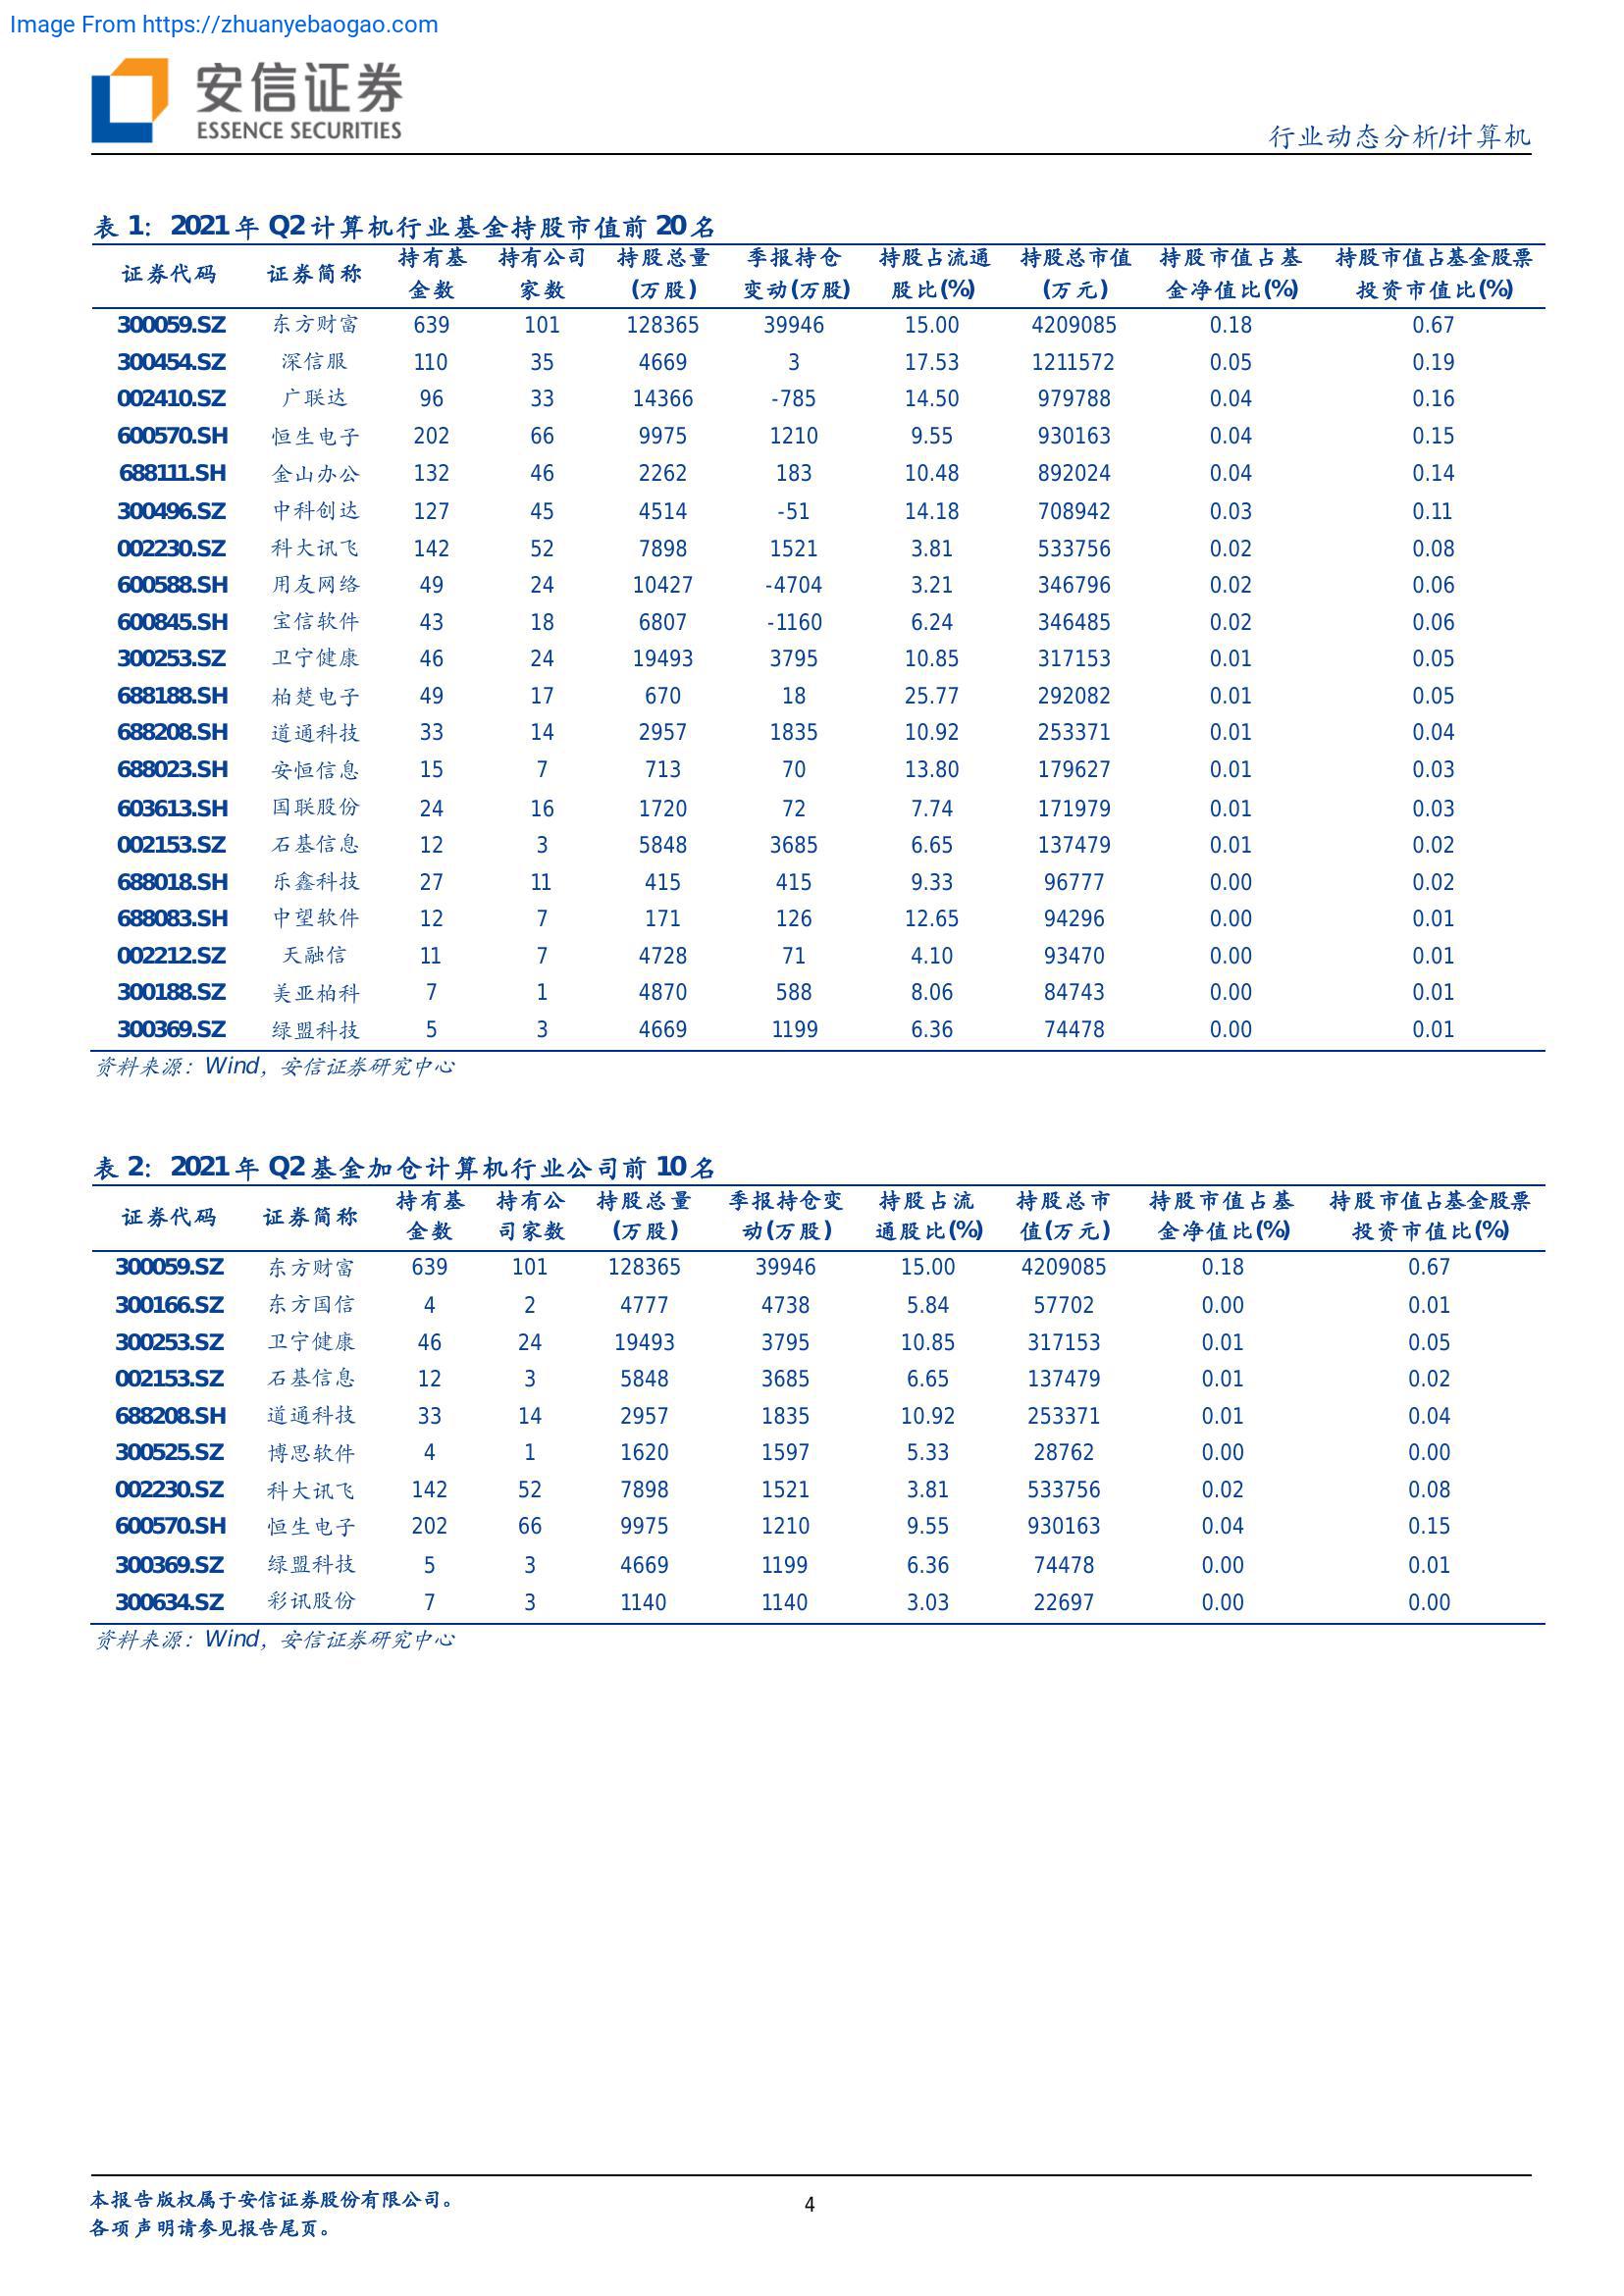 Image From https://zhuanyebaogao.com
安信证券
ESSENCE SECURITIES
行业动态分析/计算机
表 1: 2021 年 Q2 计算机行业基金持股市值前 20 名
证券代码 证券简称 持有基 持有公司 持股总量 季报持仓 持股占流通 持股总市值 持股市值占基 持股市值占基金股票
金数 家数 (万股) 变动(万股) 股比(%) (万元) 金净值比(%) 投资市值比(%)
300059.SZ 东方财富 639 101 128365 39946 15.00 4209085 0.18 0.67
300454.SZ 深信服 110 35 4669 3 17.53 1211572 0.05 0.19
002410.SZ 广联达 96 33 14366 -785 14.50 979788 0.04 0.16
600570.SH 恒生电子 202 66 9975 1210 9.55 930163 0.04 0.15
688111.SH 金山办公 132 46 2262 183 10.48 892024 0.04 0.14
300496.SZ 中科创达 127 45 4514 -51 14.18 708942 0.03 0.11
002230.SZ 科大讯飞 142 52 7898 1521 3.81 533756 0.02 0.08
600588.SH 用友网络 49 24 10427 -4704 3.21 346796 0.02 0.06
600845.SH 宝信软件 43 18 6807 -1160 6.24 346485 0.02 0.06
300253.SZ 卫宁健康 46 24 19493 3795 10.85 317153 0.01 0.05
688188.SH 柏楚电子 49 17 670 18 25.77 292082 0.01 0.05
688208.SH 道通科技 33 14 2957 1835 10.92 253371 0.01 0.04
688023.SH 安恒信息 15 7 713 70 13.80 179627 0.01 0.03
603613.SH 国联股份 24 16 1720 72 7.74 171979 0.01 0.03
002153.SZ 石基信息 12 3 5848 3685 6.65 137479 0.01 0.02
688018.SH 乐鑫科技 27 11 415 415 9.33 96777 0.00 0.02
688083.SH 中望软件 12 7 171 126 12.65 94296 0.00 0.01
002212.SZ 天融信 11 7 4728 71 4.10 93470 0.00 0.01
300188.SZ 美亚柏科 7 1 4870 588 8.06 84743 0.00 0.01
300369.SZ 绿盟科技 5 3 4669 1199 6.36 74478 0.00 0.01
资料来源：Wind，安信证券研究中心
表 2: 2021 年 Q2 基金加仓计算机行业公司前 10 名
证券代码 证券简称 持有基 持有公 持股总量 季报持仓变 持股占流 持股总市 持股市值占基 持股市值占基金股票
金数 司家数 (万股) 动(万股) 通股比(%) 值(万元) 金净值比(%) 投资市值比(%)
300059.SZ 东方财富 639 101 128365 39946 15.00 4209085 0.18 0.67
300166.SZ 东方国信 4 2 4777 4738 5.84 57702 0.00 0.01
300253.SZ 卫宁健康 46 24 19493 3795 10.85 317153 0.01 0.05
002153.SZ 石基信息 12 3 5848 3685 6.65 137479 0.01 0.02
688208.SH 道通科技 33 14 2957 1835 10.92 253371 0.01 0.04
300525.SZ 博思软件 4 1 1620 1597 5.33 28762 0.00 0.00
002230.SZ 科大讯飞 142 52 7898 1521 3.81 533756 0.02 0.08
600570.SH 恒生电子 202 66 9975 1210 9.55 930163 0.04 0.15
300369.SZ 绿盟科技 5 3 4669 1199 6.36 74478 0.00 0.01
300634.SZ 彩讯股份 7 3 1140 1140 3.03 22697 0.00 0.00
资料来源：Wind，安信证券研究中心
本报告版权属于安信证券股份有限公司。
4
各项声明请参见报告尾页。